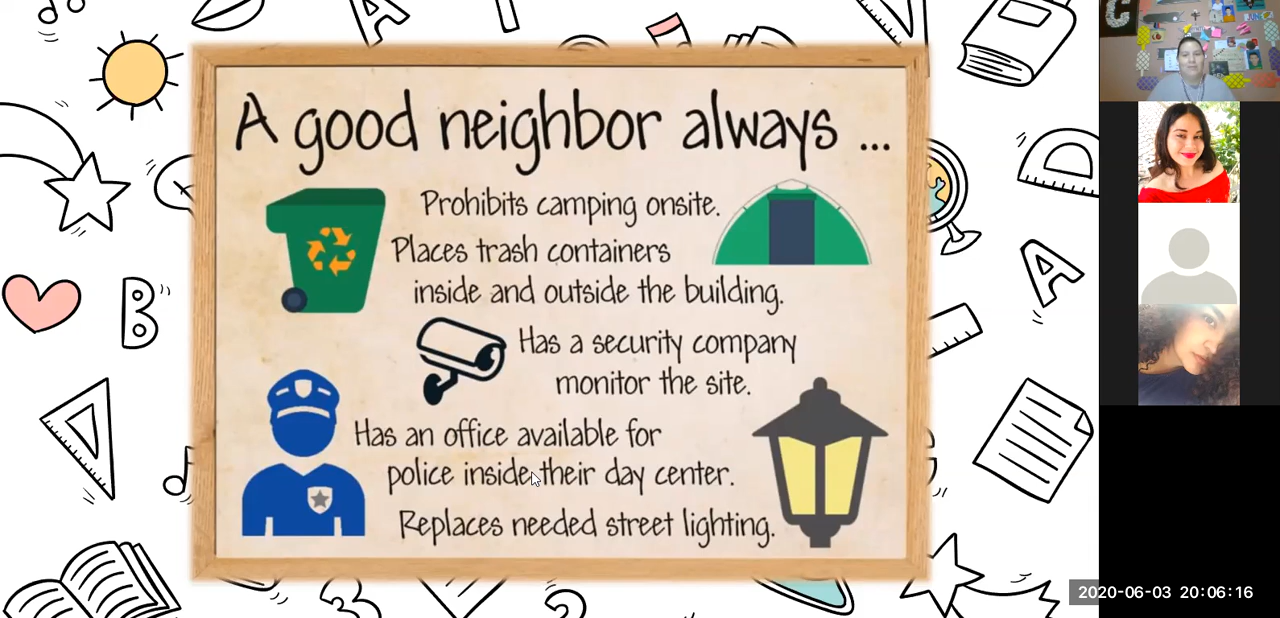 A good neighbor always ...
Prohibits camping onsite.
Places trash containers
inside and outside the building.
Has a security company
monitor the site.
Has an office available for
police inside their day center.
Replaces needed street lighting.
A
B
A
3
2
C
2020-06-03 20:06:16